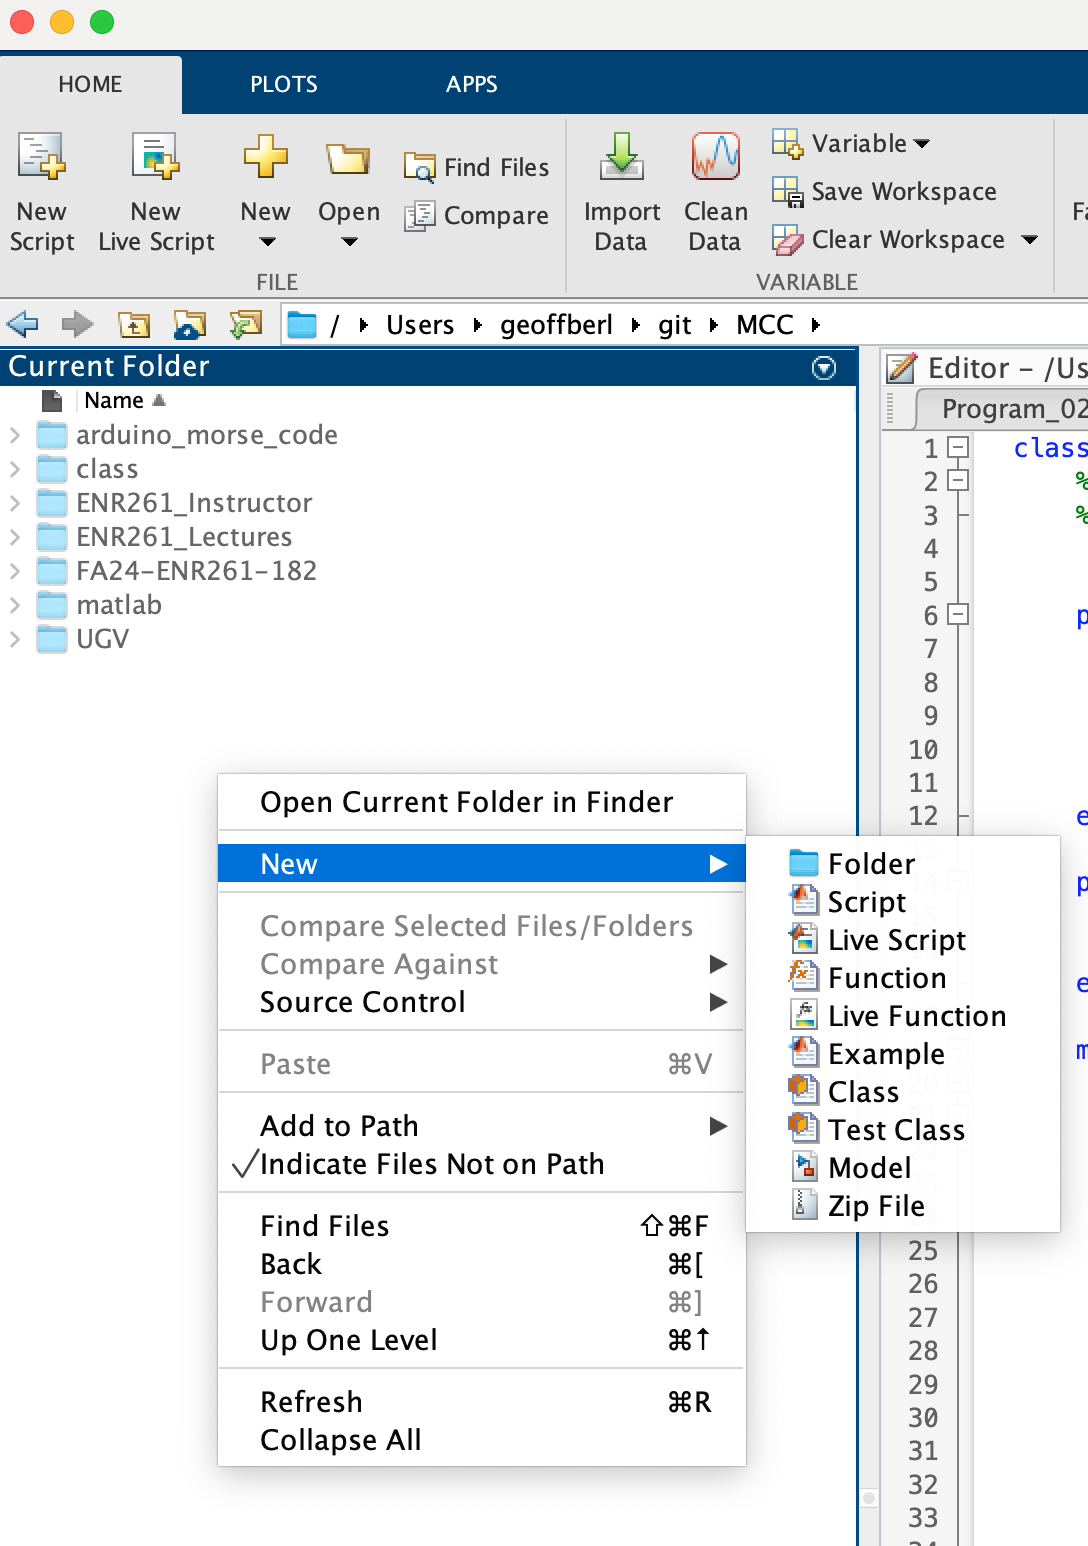 HOME PLOTS APPS
New Script
New Live Script
New
Open
Find Files
Compare
FILE
Import Data
Clean Data
Variable
Save Workspace
Clear Workspace
VARIABLE
/ Users geoffberl git MCC
Current Folder
Name
arduino_morse_code
class
ENR261_Instructor
ENR261_Lectures
FA24-ENR261-182
matlab
UGV
Open Current Folder in Finder
New
Compare Selected Files/Folders
Compare Against
Source Control
Paste ⌘V
Add to Path
✓Indicate Files Not on Path
Find Files ⇧⌘F
Back ⌘[
Forward ⌘]
Up One Level ⌘↑
Refresh ⌘R
Collapse All
Folder
Script
Live Script
Function
Live Function
Example
Class
Test Class
Model
Zip File
Editor - /Us
Program_02
1 class
2 %
3 %
4
5
6 p
7
8
9
10
11
12 e
25
26
27
28
29
30
31
32
33